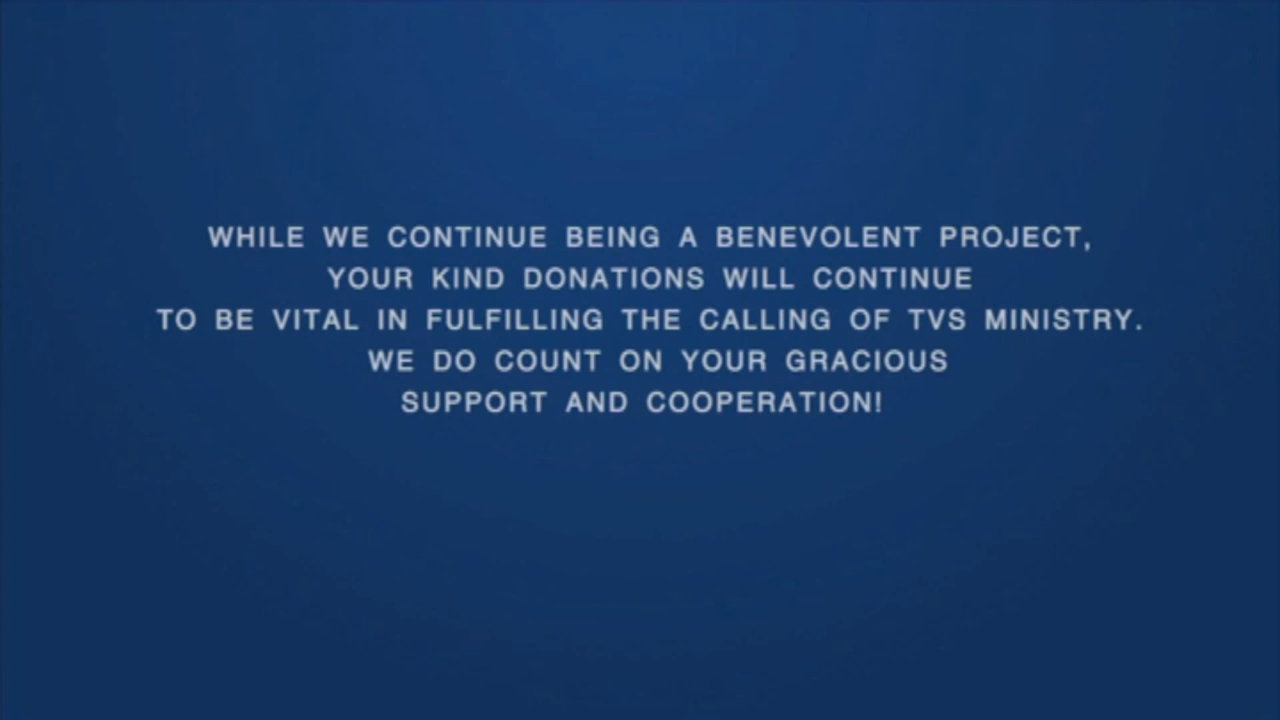 WHILE WE CONTINUE BEING A BENEVOLENT PROJECT,
YOUR KIND DONATIONS WILL CONTINUE
TO BE VITAL IN FULFILLING THE CALLING OF TVS MINISTRY.
WE DO COUNT ON YOUR GRACIOUS
SUPPORT AND COOPERATION!